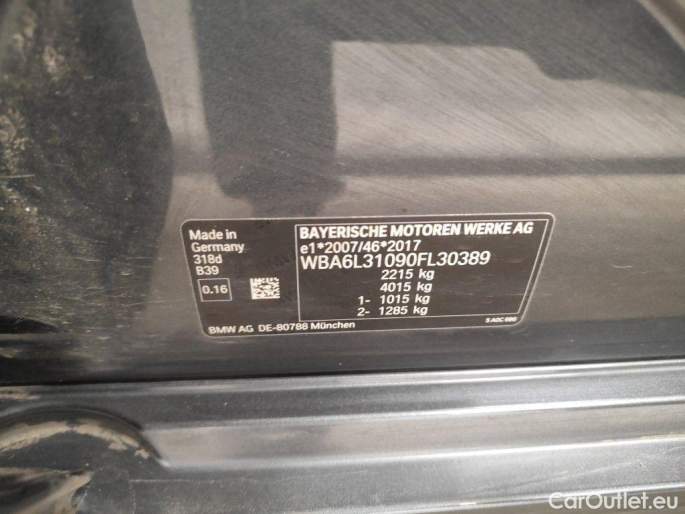 Made in
Germany
318d
B39
0.16
BAYERISCHE MOTOREN WERKE AG
e1*2007/46*2017
WBA6L31090FL30389
2215 kg
4015 kg
1- 1015 kg
2- 1285 kg
BMW AG DE-80788 München
CarOutlet.eu